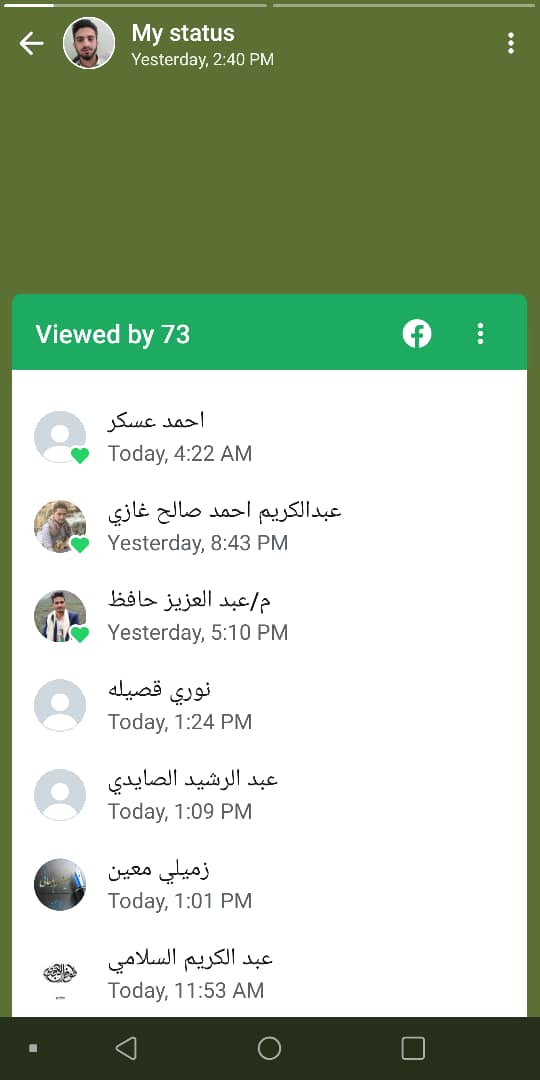 My status
Yesterday, 2:40 PM
Viewed by 73
احمد عسكر
Today, 4:22 AM
عبدالكريم احمد صالح غازي
Yesterday, 8:43 PM
م/عبد العزيز حافظ
Yesterday, 5:10 PM
نوري قصيله
Today, 1:24 PM
عبد الرشيد الصايدي
Today, 1:09 PM
زميلي معين
Today, 1:01 PM
عبد الكريم السلامي
Today, 11:53 AM